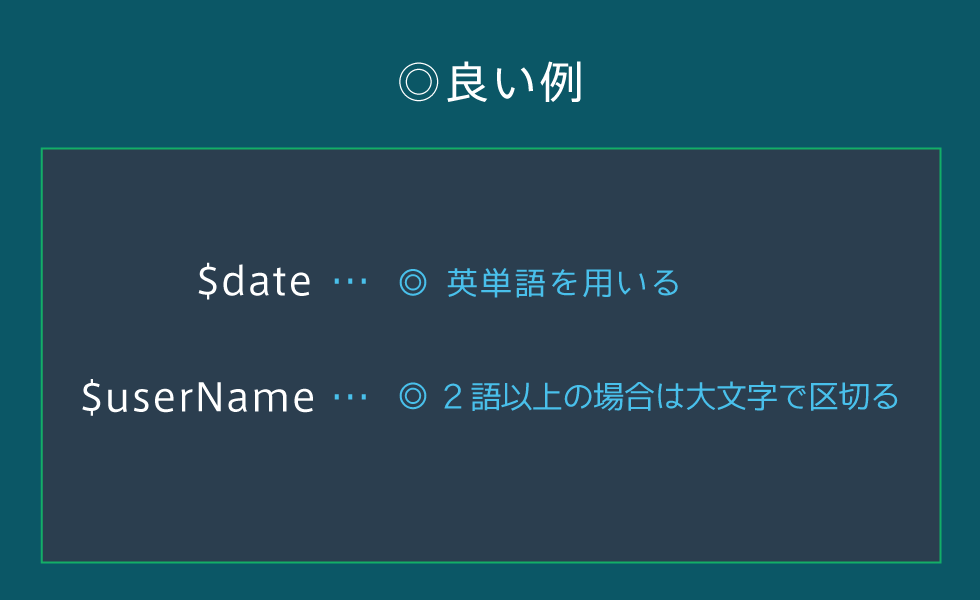 ◎良い例
$date … ◎ 英単語を用いる
$userName … ◎ 2語以上の場合は大文字で区切る